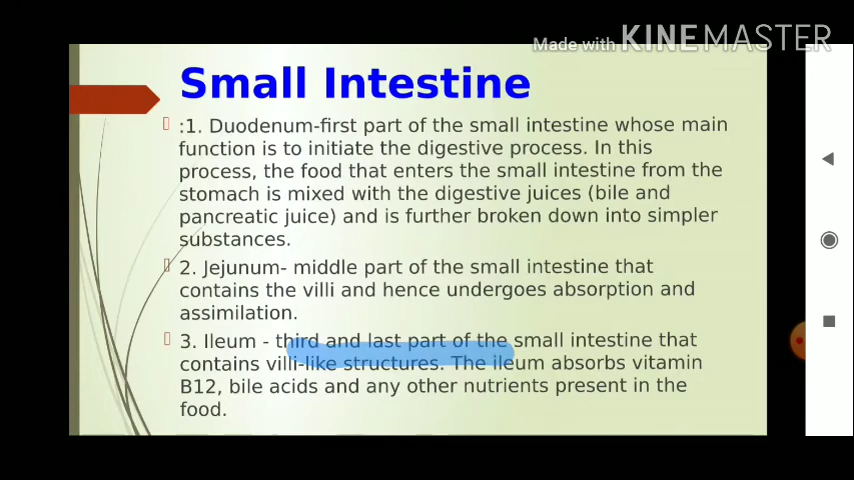 Made with KINEMASTER
Small Intestine
:1. Duodenum-first part of the small intestine whose main
function is to initiate the digestive process. In this
process, the food that enters the small intestine from the
stomach is mixed with the digestive juices (bile and
pancreatic juice) and is further broken down into simpler
substances.
2. Jejunum- middle part of the small intestine that
contains the villi and hence undergoes absorption and
assimilation.
3. Ileum - third and last part of the small intestine that
contains villi-like structures. The ileum absorbs vitamin
B12, bile acids and any other nutrients present in the
food.